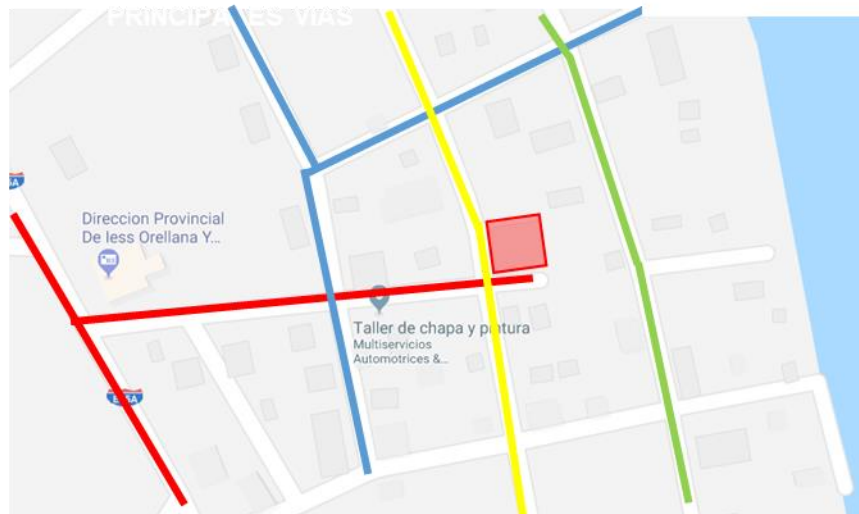 PRINCIPALES VIAS
Direccion Provincial
De Iess Orellana Y...
Taller de chapa y pintura
Multiservicios
Automotrices &...